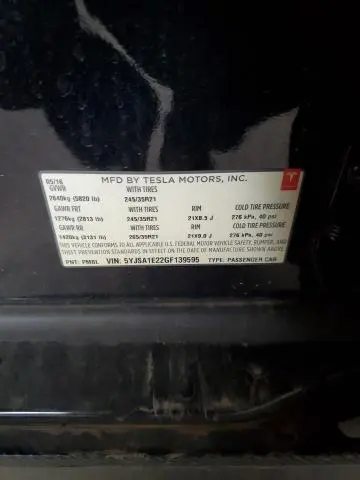 05/16 MFD BY TESLA MOTORS, INC.
GVWR WITH TIRES
2640kg (5820 lb) 245/35R21
GAWR FRT WITH TIRES RIM COLD TIRE PRESSURE
1276kg (2813 lb) 245/35R21 21X8.5 J 276 kPa, 40 psi
GAWR RR WITH TIRES RIM COLD TIRE PRESSURE
1420kg (3131 lb) 265/35R21 21X9.0 J 276 kPa, 40 psi
THIS VEHICLE CONFORMS TO ALL APPLICABLE U.S. FEDERAL MOTOR VEHICLE SAFETY, BUMPER, AND
THEFT PREVENTION STANDARDS IN EFFECT ON THE DATE OF MANUFACTURE SHOWN ABOVE.
PNT: PMBL VIN: 5YJSA1E22GF139595 TYPE: PASSENGER CAR